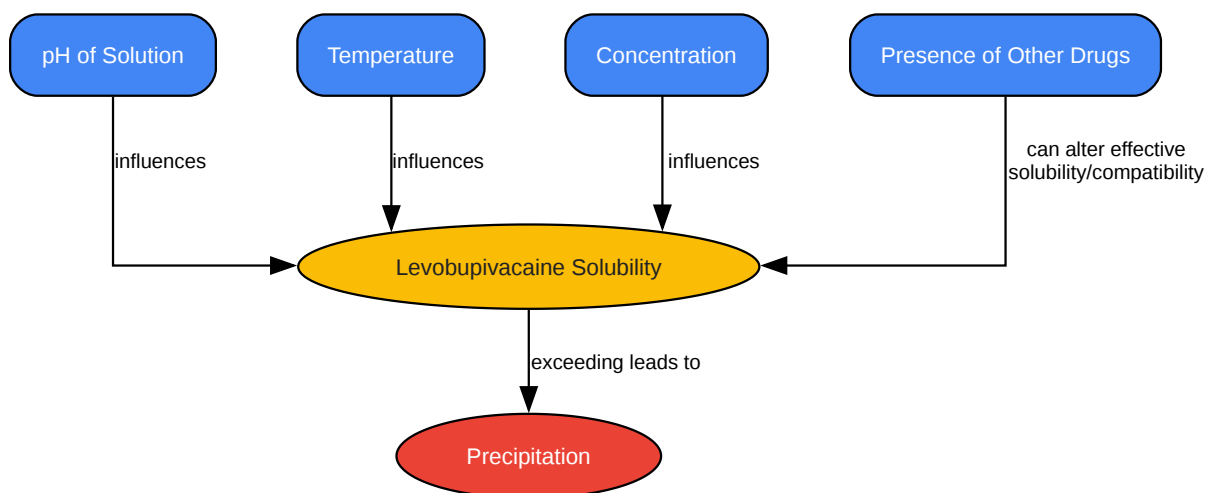 pH of Solution
Temperature
Concentration
Presence of Other Drugs
influences
influences
influences
can alter effective
solubility/compatibility
Levobupivacaine Solubility
exceeding leads to
Precipitation